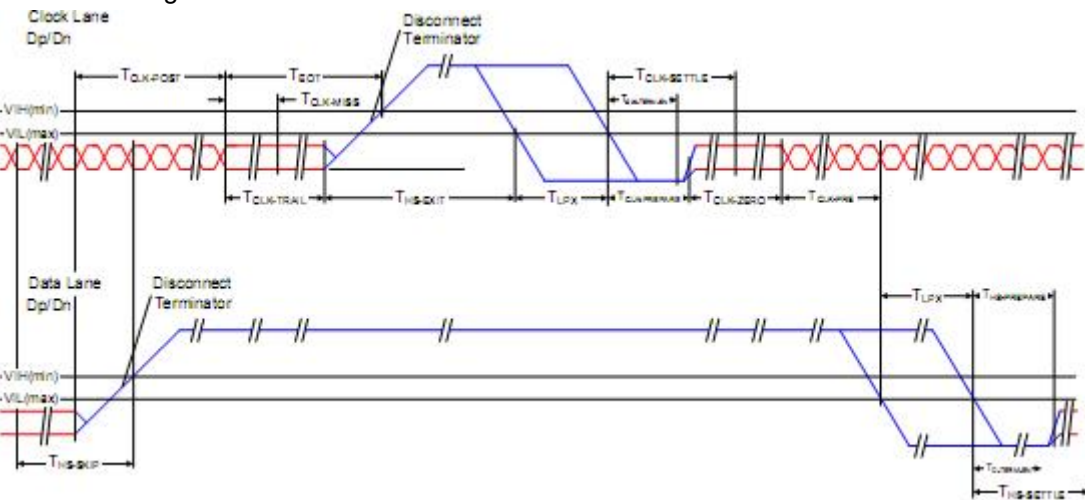 Clock Lane
Dp/Dn
Disconnect
Terminator
TCLK-POST
TEOT
TCLK-SETTLE
TCLK-MISS
VIH(min)
VIL(max)
TCLK-TRAIL
THS-EXIT
TLPX
TCLK-PREPARE
TCLK-ZERO
TCLK-PRE
Data Lane
Dp/Dn
Disconnect
Terminator
TLPX
THS-PREPARE
VIH(min)
VIL(max)
THS-SKIP
THS-SETTLE